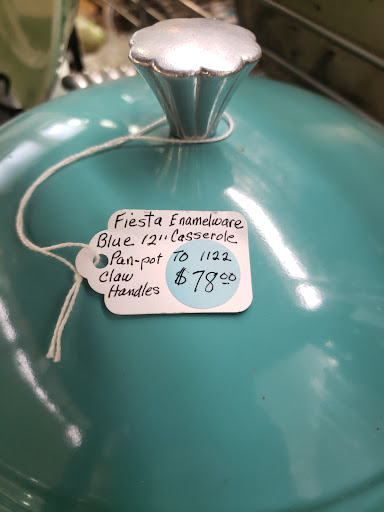 Fiesta Enamelware
Blue 12" Casserole
Pan-pot TO 1122
Claw $78.00
Handles